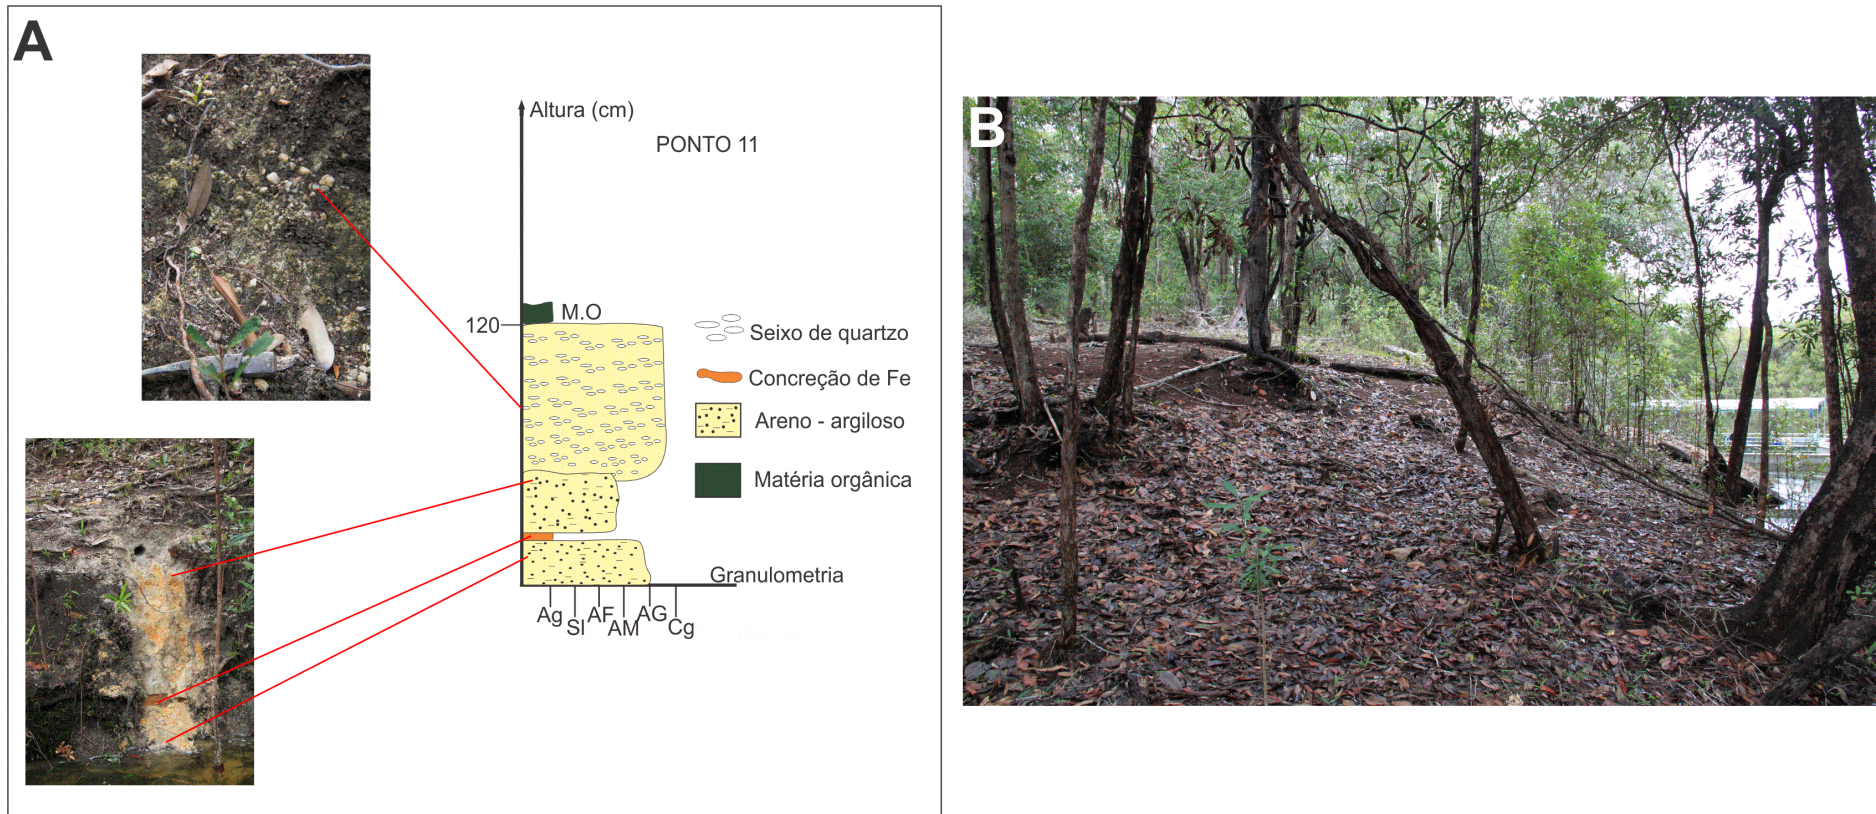 A
Altura (cm)
PONTO 11
120
M.O
Seixo de quartzo
Concreção de Fe
Areno - argiloso
Matéria orgânica
Granulometria
Ag
Sl
AF
AM
AG
Cg
B